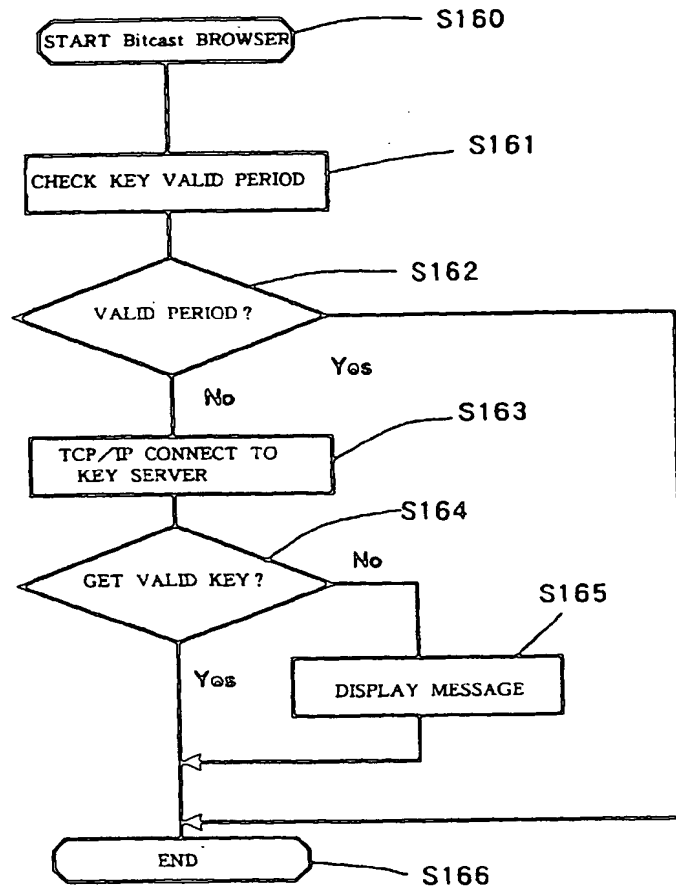 S160
START Bitcast BROWSER
S161
CHECK KEY VALID PERIOD
S162
VALID PERIOD?
Yes
No
S163
TCP/IP CONNECT TO
KEY SERVER
S164
No
GET VALID KEY?
S165
Yes
DISPLAY MESSAGE
END
S166